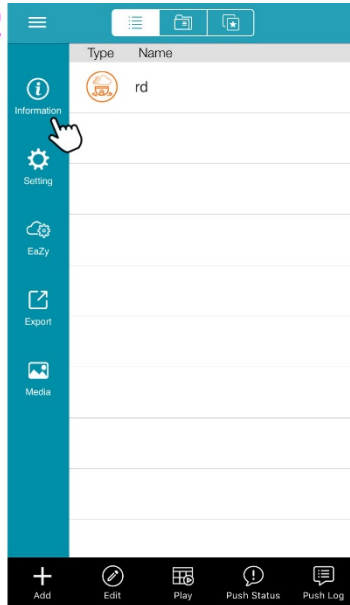 Type Name
rd
Information
Setting
EaZy
Export
Media
Add Edit Play Push Status Push Log